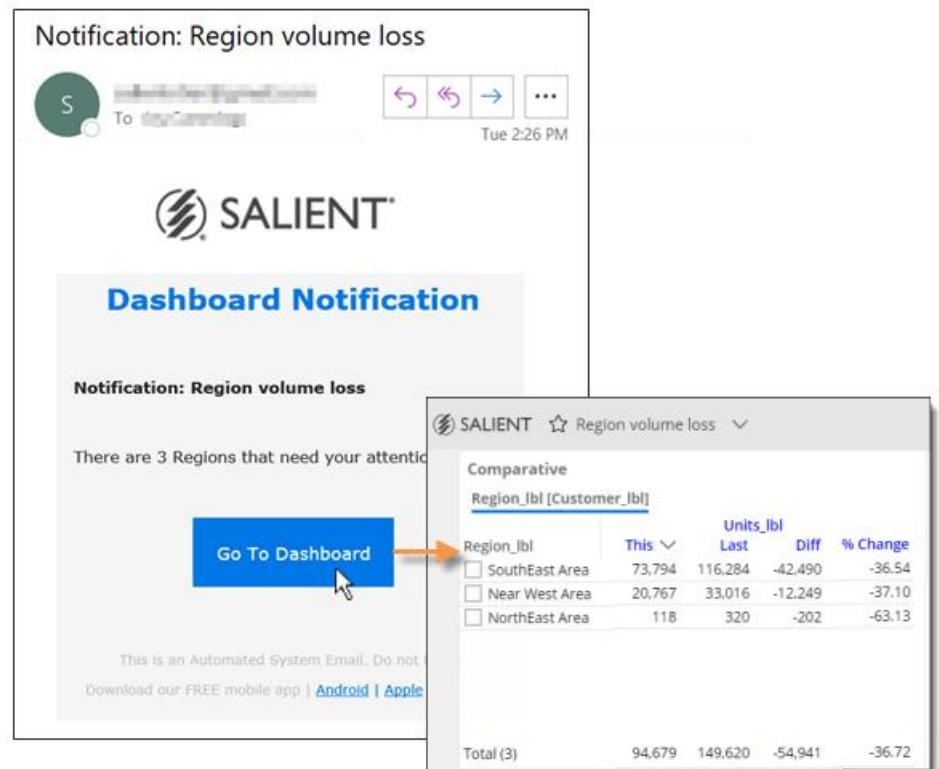 Notification: Region volume loss
S
To
Tue 2:26 PM
SALIENT
Dashboard Notification
Notification: Region volume loss
There are 3 Regions that need your
Go To Dashboard
This is an Automated System Email. Do not
Download our FREE mobile app | Android | Apple
SALIENT Region volume loss
Comparative
Region_lbl [Customer_lbl]
Units_lbl
Region_lbl This Last Diff % Change
SouthEast Area 73,794 116,284 -42,490 -36.54
Near West Area 20,767 33,016 -12,249 -37.10
NorthEast Area 118 320 -202 -63.13
Total (3) 94,679 149,620 -54,941 -36.72